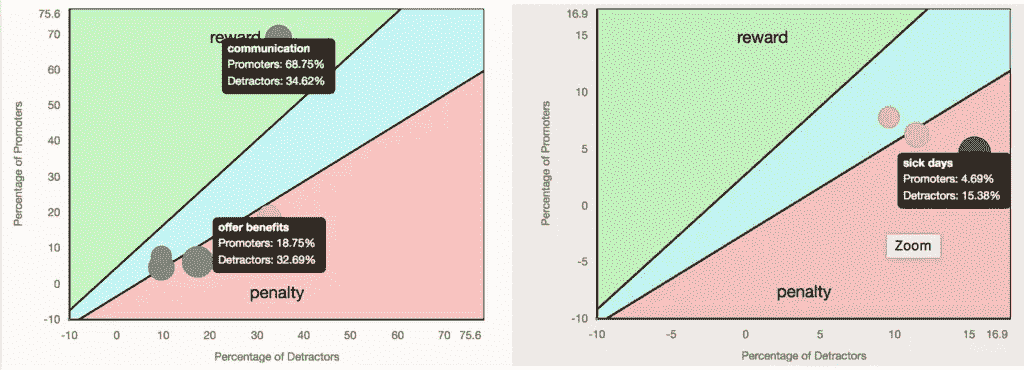 75.6
70
60
50
40
30
20
10
0
-10
Percentage of Promoters
reward
communication
Promoters: 68.75%
Detractors: 34.62%
offer benefits
Promoters: 18.75%
Detractors: 32.69%
penalty
-10 0 10 20 30 40 50 60 70 75.6
Percentage of Detractors
16.9
15
10
5
0
-5
-10
Percentage of Promoters
reward
sick days
Promoters: 4.69%
Detractors: 15.38%
Zoom
penalty
-10 -5 0 5 10 15 16.9
Percentage of Detractors